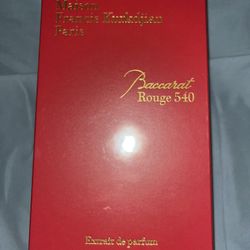 Maison
Francis Kurkdjian
Paris
Baccarat
Rouge 540
Extrait de parfum